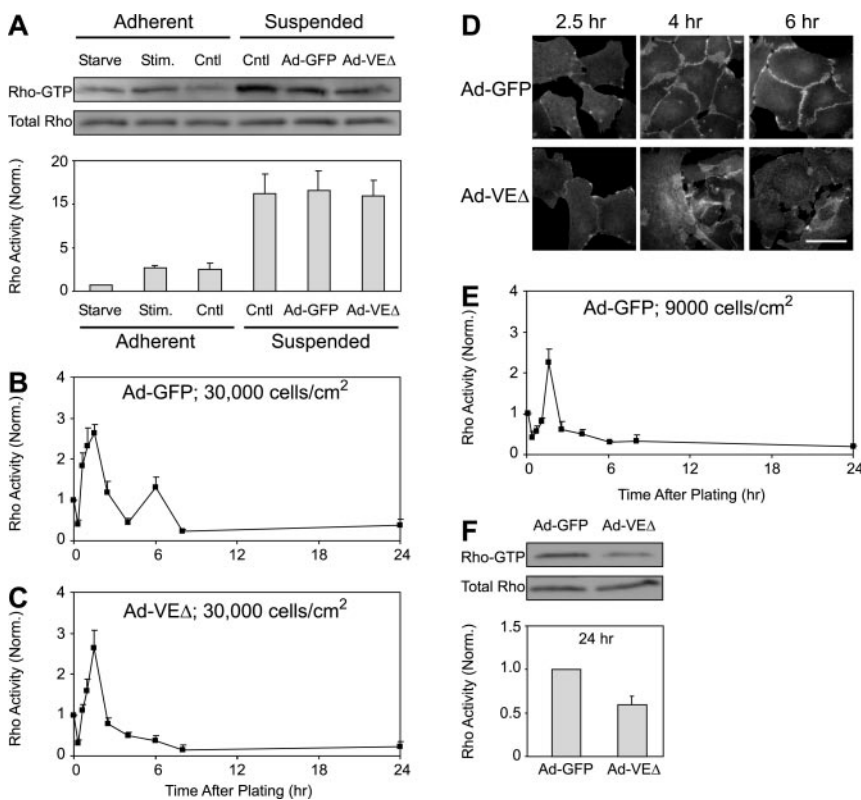 A
Adherent Suspended
Starve Stim. Cntl Cntl Ad-GFP Ad-VEΔ
Rho-GTP
Total Rho
Rho Activity (Norm.)
20
15
5
0
Starve Stim. Cntl Cntl Ad-GFP Ad-VEΔ
Adherent Suspended
B
Ad-GFP; 30,000 cells/cm2
Rho Activity (Norm.)
4
3
2
1
0
0 6 12 18 24
C
Ad-VEΔ; 30,000 cells/cm2
Rho Activity (Norm.)
4
3
2
1
0
0 6 12 18 24
Time After Plating (hr)
D
2.5 hr 4 hr 6 hr
Ad-GFP
Ad-VEΔ
E
Ad-GFP; 9000 cells/cm2
Rho Activity (Norm.)
4
3
2
1
0
0 6 12 18 24
Time After Plating (hr)
F
Ad-GFP Ad-VEΔ
Rho-GTP
Total Rho
24 hr
Rho Activity (Norm.)
1.5
1.0
0.5
0
Ad-GFP Ad-VEΔ